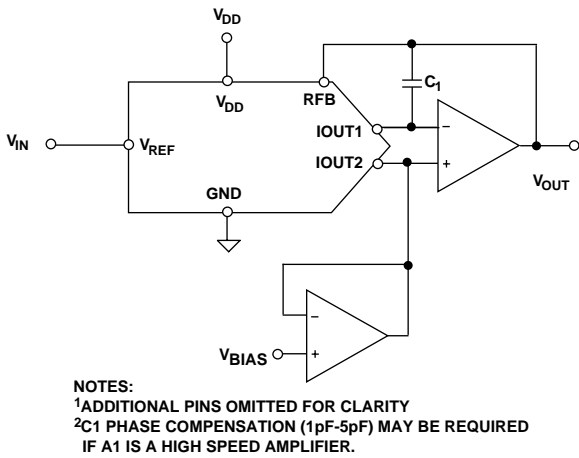 VDD
VDD
RFB
C1
VIN
VREF
IOUT1
IOUT2
GND
−
+
VOUT
−
+
VBIAS
NOTES:
1ADDITIONAL PINS OMITTED FOR CLARITY
2C1 PHASE COMPENSATION (1pF-5pF) MAY BE REQUIRED
IF A1 IS A HIGH SPEED AMPLIFIER.